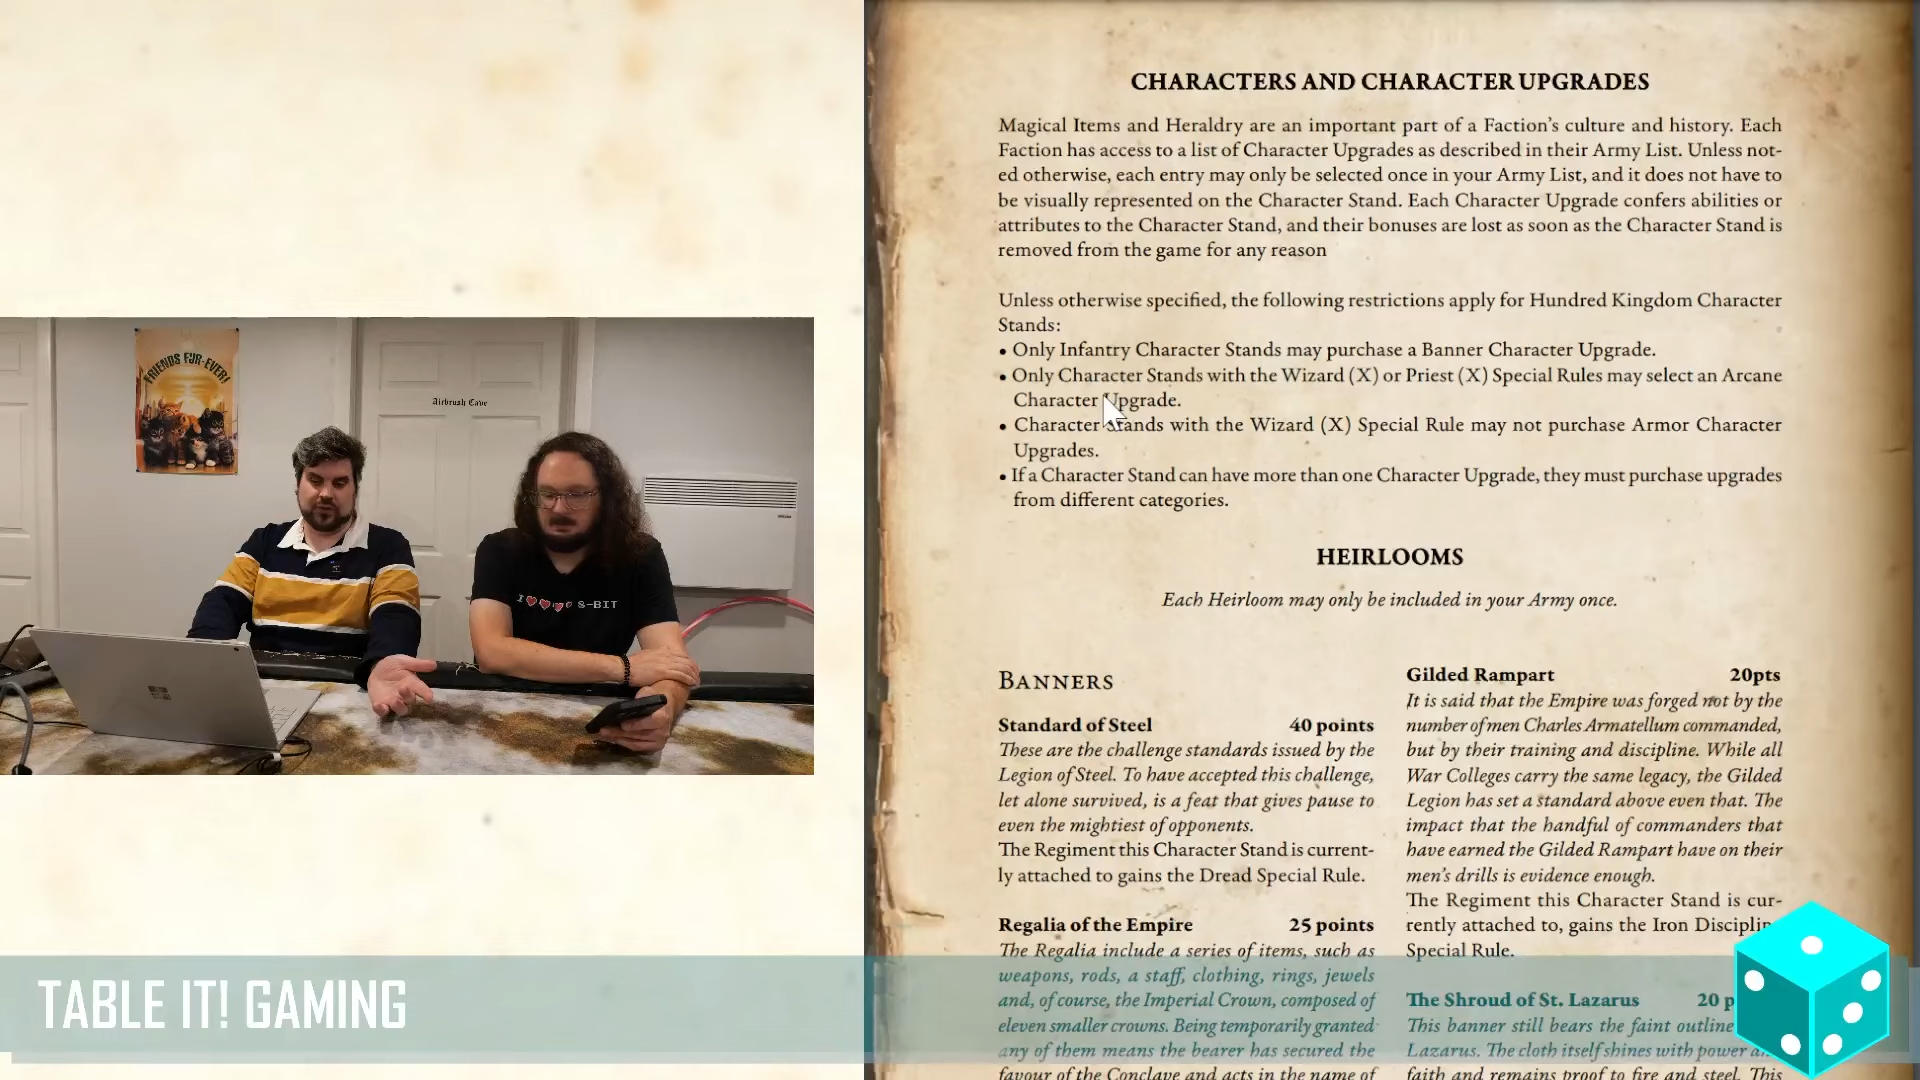 FRIENDS FUR-EVER!
Airbrush Cave
I 8-BIT
TABLE IT! GAMING
CHARACTERS AND CHARACTER UPGRADES
Magical Items and Heraldry are an important part of a Faction's culture and history. Each
Faction has access to a list of Character Upgrades as described in their Army List. Unless not-
ed otherwise, each entry may only be selected once in your Army List, and it does not have to
be visually represented on the Character Stand. Each Character Upgrade confers abilities or
attributes to the Character Stand, and their bonuses are lost as soon as the Character Stand is
removed from the game for any reason
Unless otherwise specified, the following restrictions apply for Hundred Kingdom Character
Stands:
• Only Infantry Character Stands may purchase a Banner Character Upgrade.
• Only Character Stands with the Wizard (X) or Priest (X) Special Rules may select an Arcane
Character Upgrade.
• Character Stands with the Wizard (X) Special Rule may not purchase Armor Character
Upgrades.
• If a Character Stand can have more than one Character Upgrade, they must purchase upgrades
from different categories.
HEIRLOOMS
Each Heirloom may only be included in your Army once.
BANNERS
Standard of Steel 40 points
These are the challenge standards issued by the
Legion of Steel. To have accepted this challenge,
let alone survived, is a feat that gives pause to
even the mightiest of opponents.
The Regiment this Character Stand is current-
ly attached to gains the Dread Special Rule.
Regalia of the Empire 25 points
The Regalia include a series of items, such as
weapons, rods, a staff, clothing, rings, jewels
and, of course, the Imperial Crown, composed of
eleven smaller crowns. Being temporarily granted
any of them means the bearer has secured the
favour of the Conclave and acts in the name of
Gilded Rampart 20pts
It is said that the Empire was forged not by the
number of men Charles Armatellum commanded,
but by their training and discipline. While all
War Colleges carry the same legacy, the Gilded
Legion has set a standard above even that. The
impact that the handful of commanders that
have earned the Gilded Rampart have on their
men's drills is evidence enough.
The Regiment this Character Stand is cur-
rently attached to, gains the Iron Disciplin
Special Rule.
The Shroud of St. Lazarus 20 p
This banner still bears the faint outline
Lazarus. The cloth itself shines with power
faith and remains proof to fire and steel. This